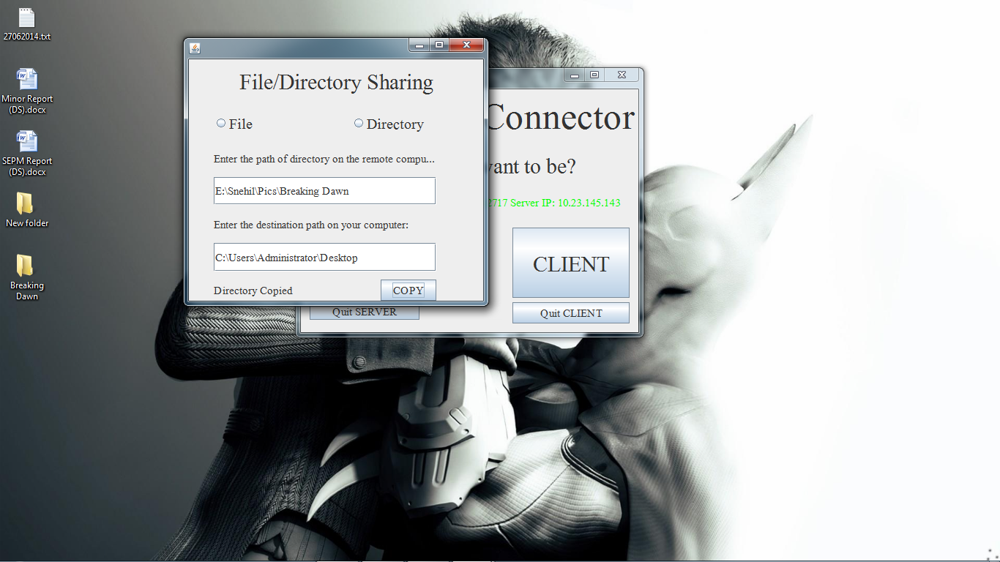 27062014.txt
Minor Report
(DS).docx
SEPM Report
(DS).docx
New folder
Breaking
Dawn
File/Directory Sharing
File
Directory
Enter the path of directory on the remote compu...
E:\Snehil\Pics\Breaking Dawn
Enter the destination path on your computer:
C:\Users\Administrator\Desktop
Directory Copied
COPY
Connector
want to be?
2717 Server IP: 10.23.145.143
CLIENT
Quit SERVER
Quit CLIENT